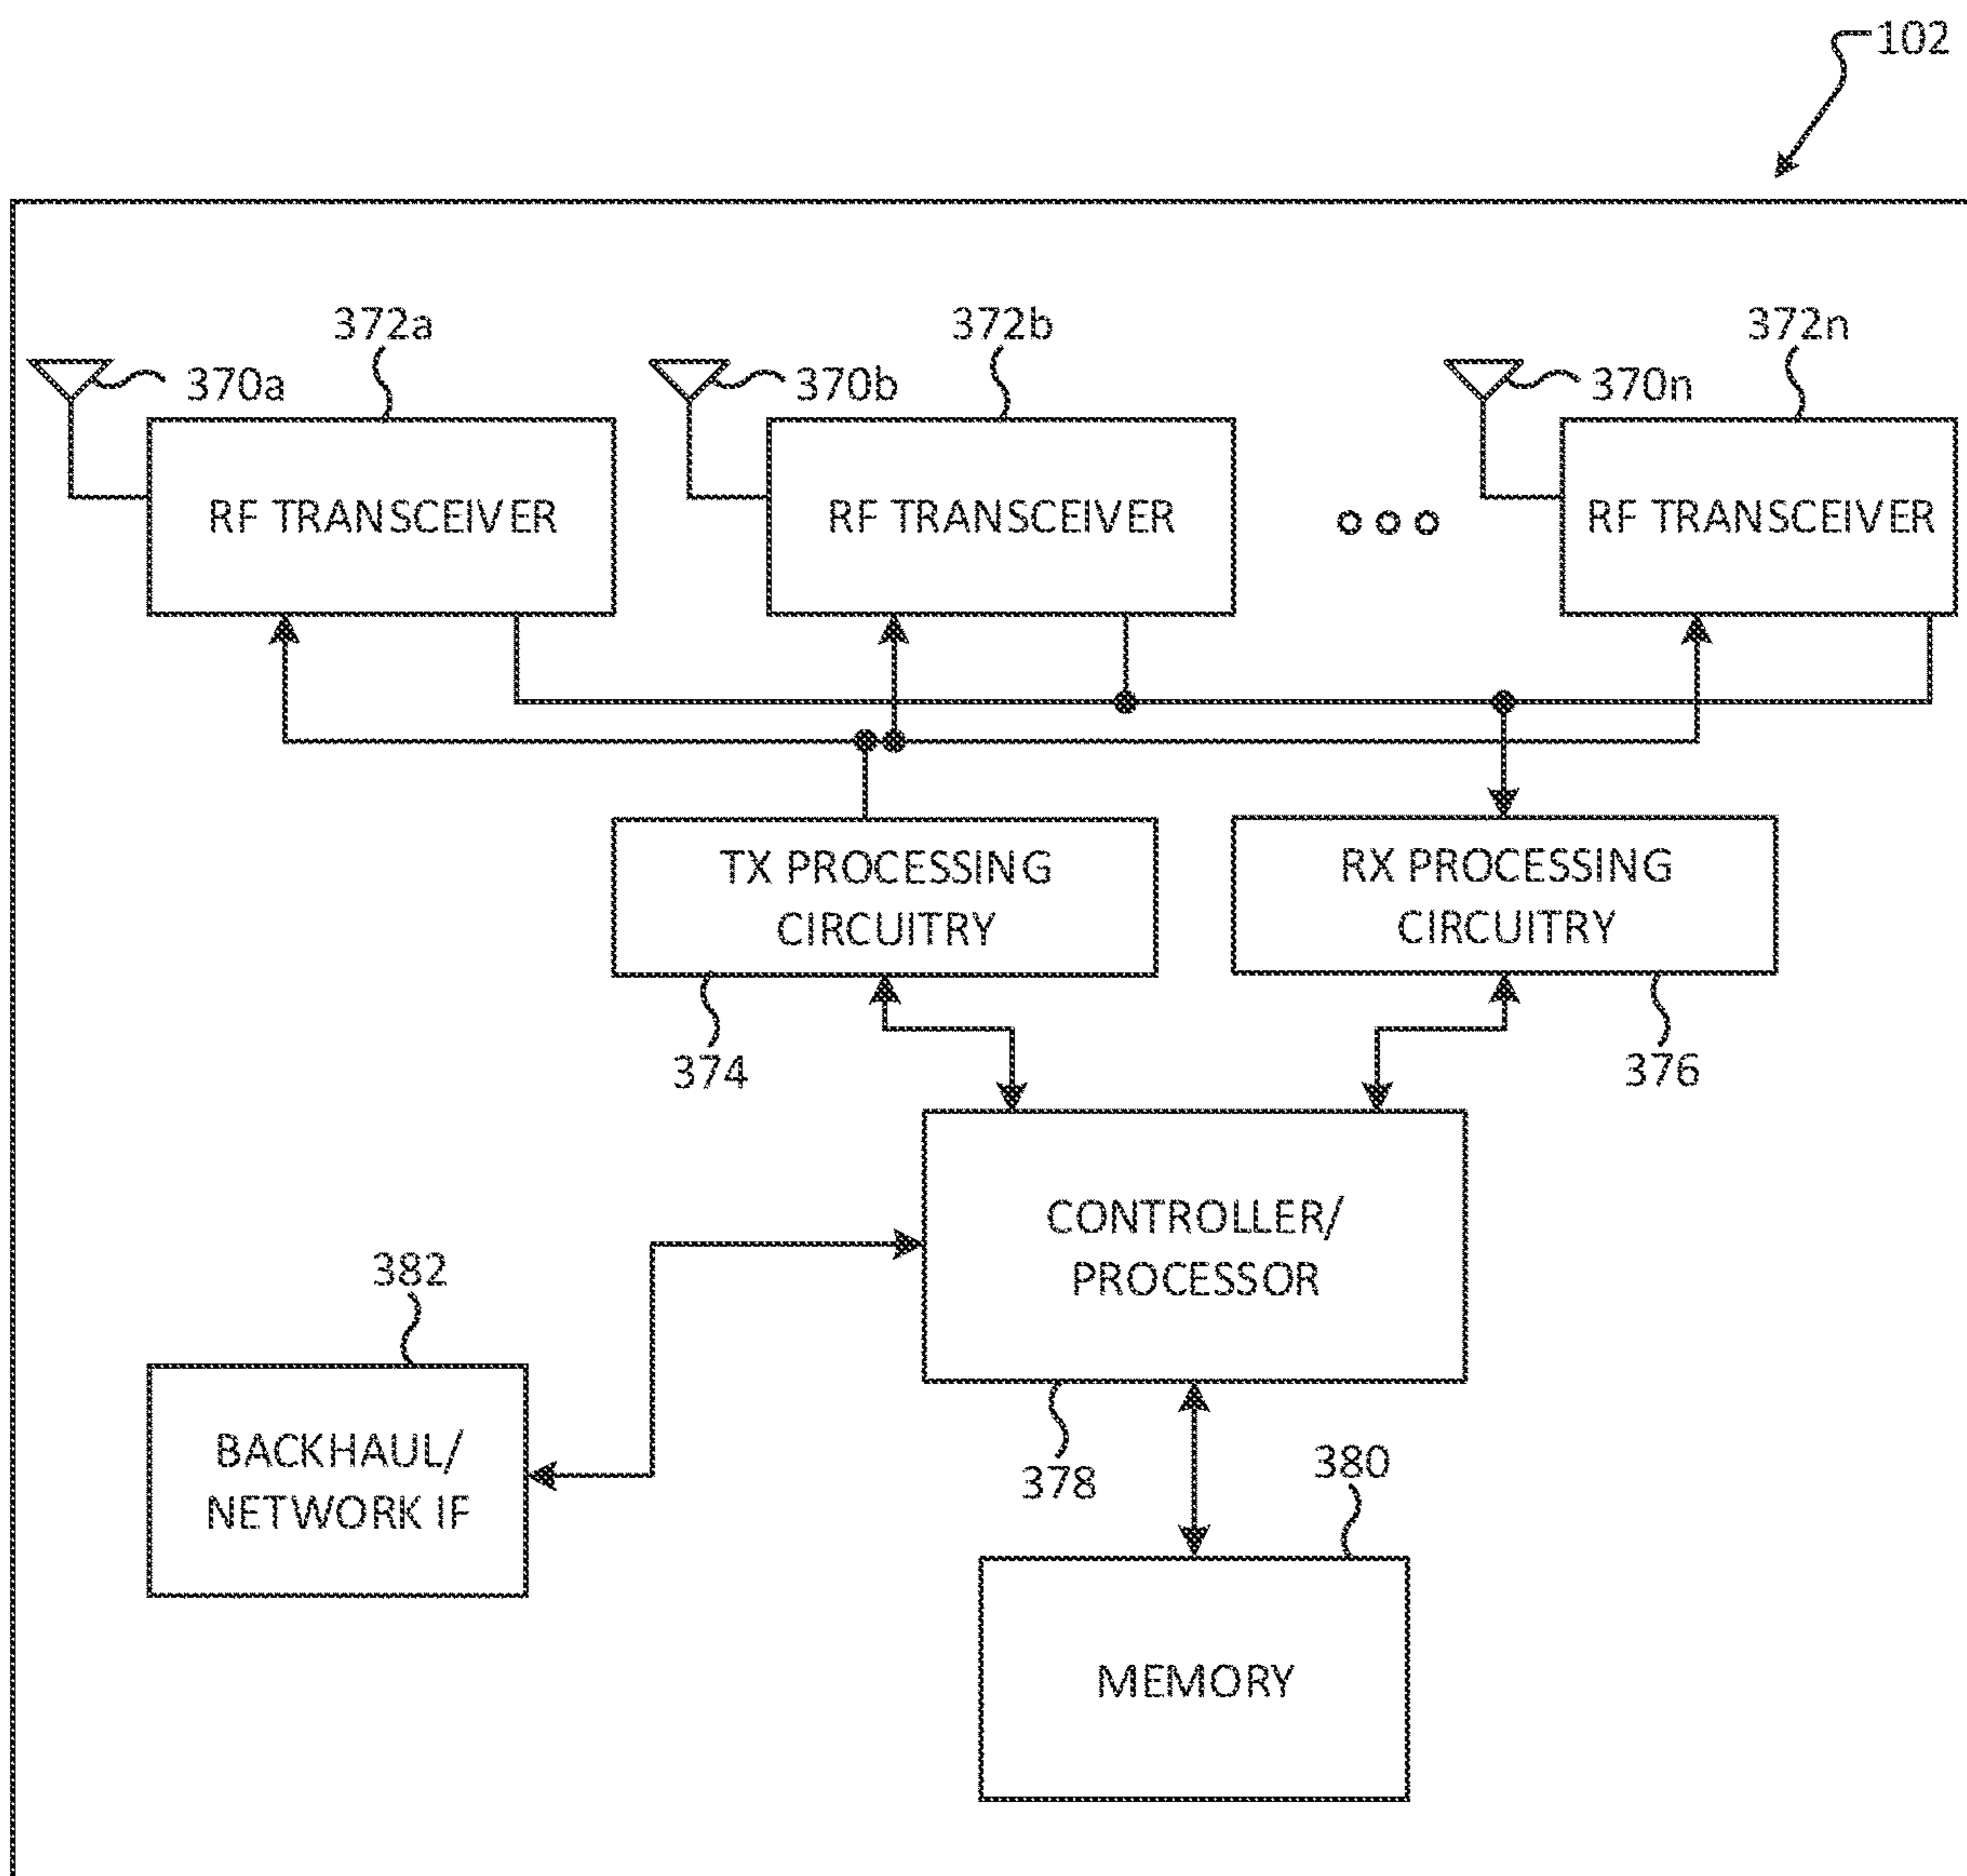 102
372a
372b
372n
370a
370b
370n
RF TRANSCEIVER
RF TRANSCEIVER
RF TRANSCEIVER
TX PROCESSING
CIRCUITRY
RX PROCESSING
CIRCUITRY
374
376
CONTROLLER/
PROCESSOR
382
BACKHAUL/
NETWORK IF
378
380
MEMORY